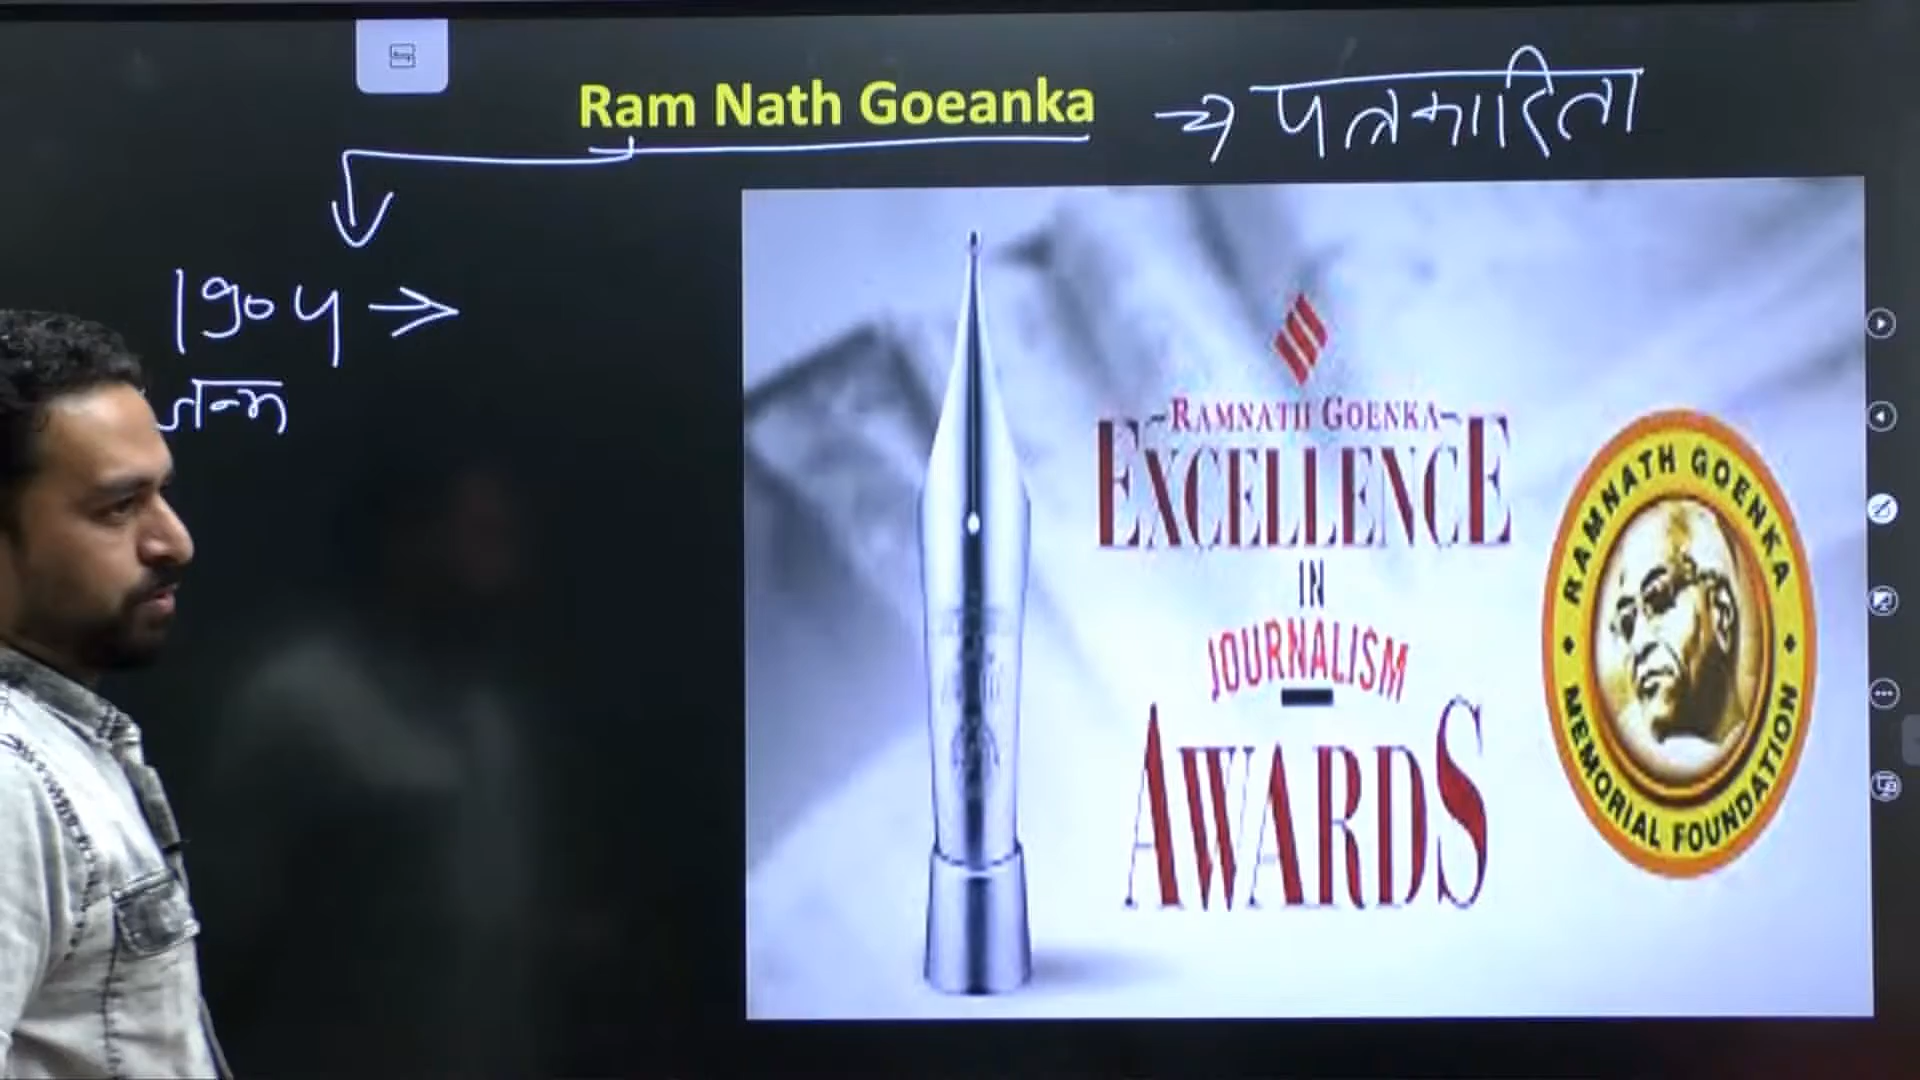 Ram Nath Goeanka → पत्रकारिता
1904 →
जन्म
RAMNATH GOENKA
EXCELLENCE
IN
JOURNALISM
AWARDS
RAMNATH GOENKA
MEMORIAL FOUNDATION